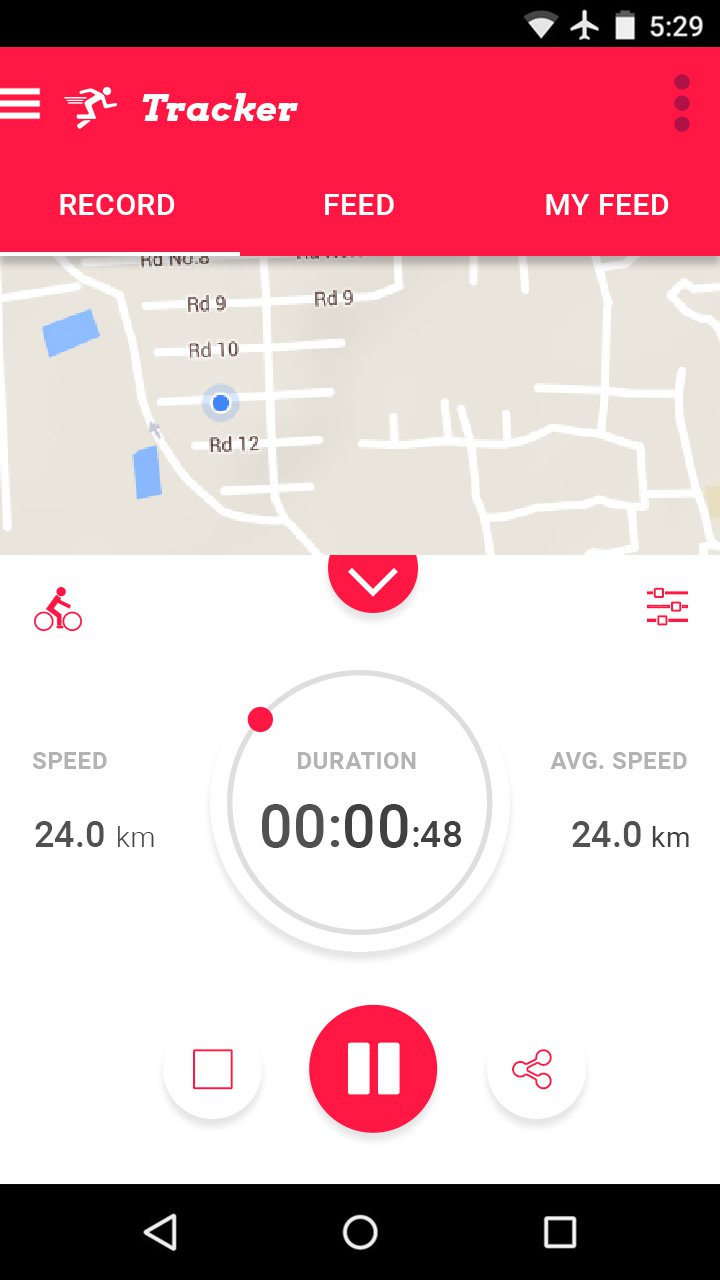 5:29
Tracker
RECORD FEED MY FEED
Rd No.8
Rd 9 Rd 9
Rd 10
Rd 12
SPEED DURATION AVG. SPEED
24.0 km 00:00:48 24.0 km